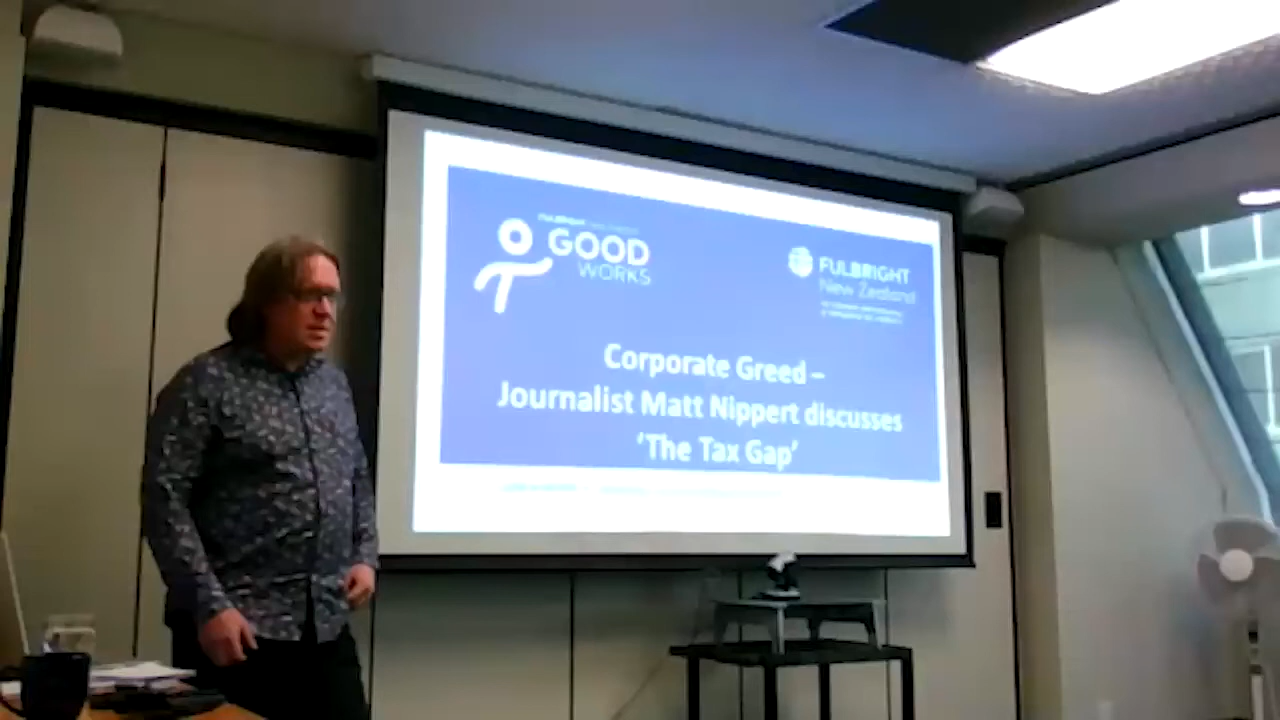 GOOD
WORKS
FULBRIGHT
New Zealand
Corporate Greed –
Journalist Matt Nippert discusses
‘The Tax Gap’